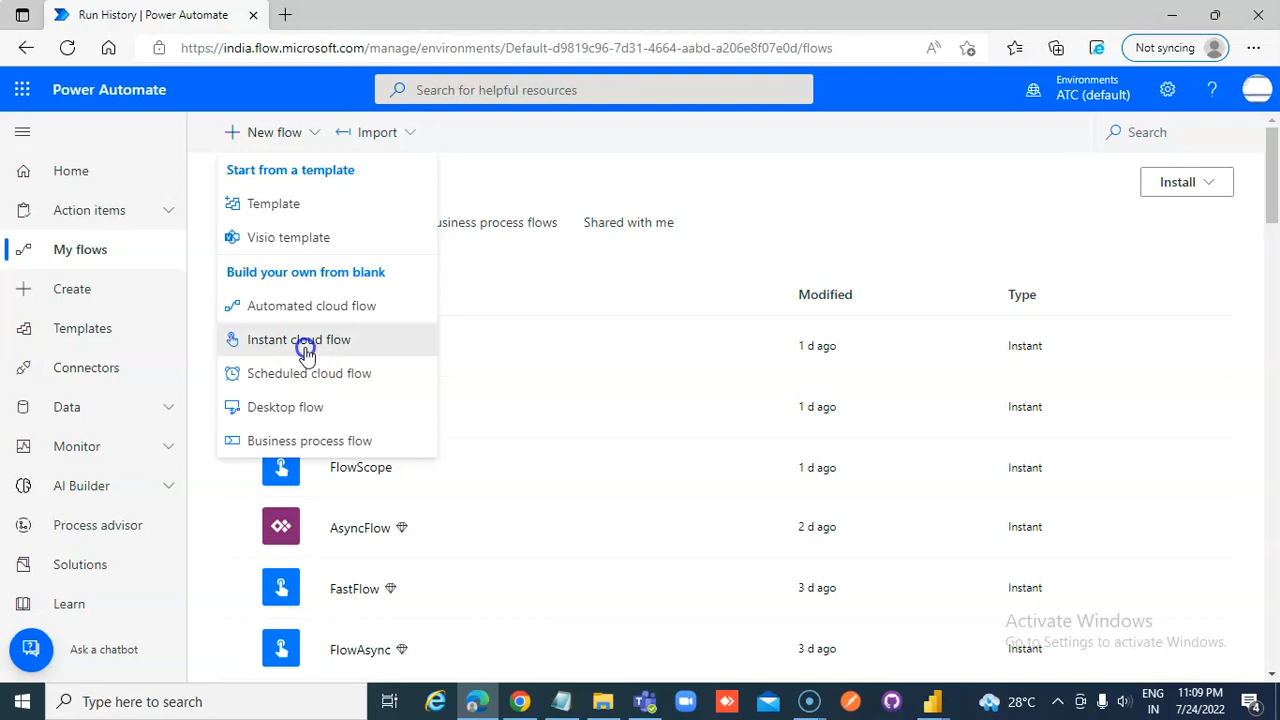 Run History | Power Automate
https://india.flow.microsoft.com/manage/environments/Default-d9819c96-7d31-4664-aabd-a206e8f07e0d/flows
Not syncing
Power Automate
Search for helpful resources
Environments
ATC (default)
New flow
Import
Search
Start from a template
Template
Visio template
Build your own from blank
Automated cloud flow
Instant cloud flow
Scheduled cloud flow
Desktop flow
Business process flow
Install
usiness process flows
Shared with me
Home
Action items
My flows
Create
Templates
Connectors
Data
Monitor
AI Builder
Process advisor
Solutions
Learn
Ask a chatbot
Modified Type
1 d ago Instant
1 d ago Instant
FlowScope 1 d ago Instant
AsyncFlow 2 d ago Instant
FastFlow 3 d ago Instant
FlowAsync 3 d ago Instant
Activate Windows
Go to Settings to activate Windows.
Type here to search
28°C
ENG
IN
11:09 PM
7/24/2022
4